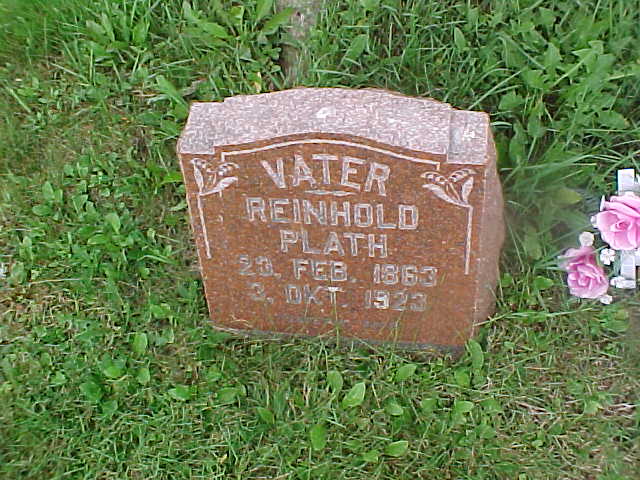 VATER
REINHOLD
PLATH
23. FEB. 1863
3. OKT. 1923